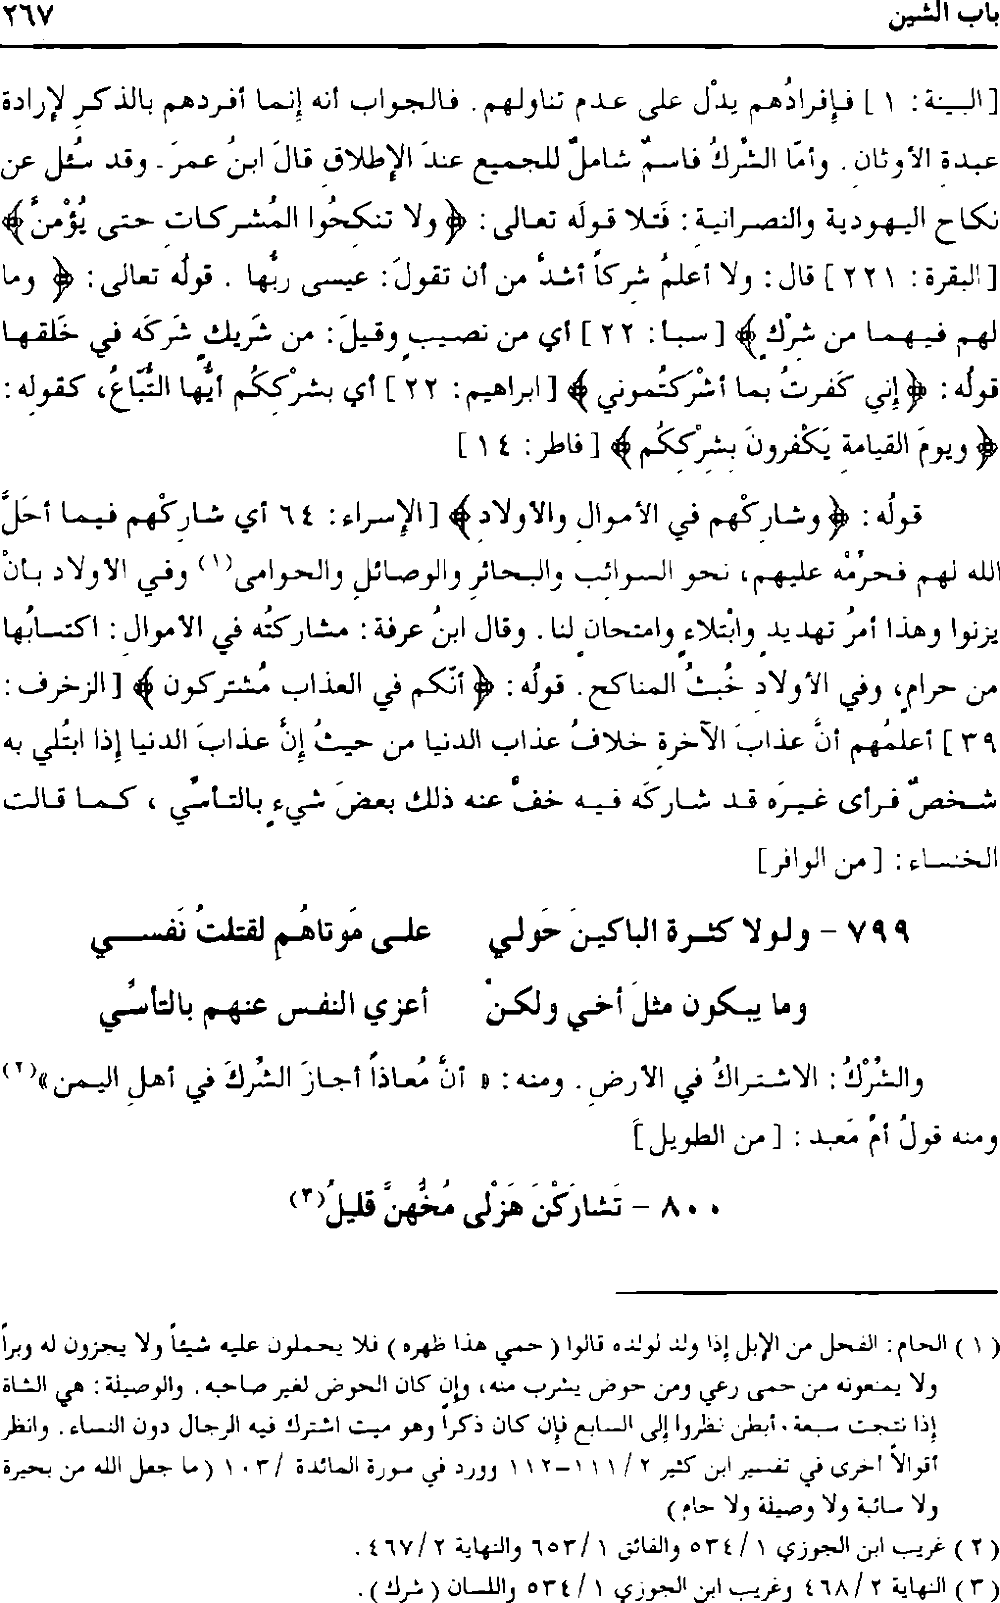 باب الشين ٢٦٧
[البينة: ١] فإفرادُهم يدلُّ على عدم تناولهم. فالجواب أنه إنما أفردهم بالذكرِ لإرادة
عبدةِ الأوثانِ. وأمّا الشِّركُ فاسمٌ شاملٌ للجميعِ عندَ الإطلاقِ قالَ ابنُ عمرَ ـ وقد سُئل عن
نكاح اليهودية والنصرانية: فَتلا قولَه تعالى: ﴿ولا تنكحُوا المُشركاتِ حتى يُؤْمنَّ﴾
[البقرة: ٢٢١] قال: ولا أعلمُ شركاً أشدَّ من أن تقولَ: عيسى ربُّها . قولُه تعالى: ﴿وما
لهم فيهما من شرْكٍ﴾ [سبأ: ٢٢] أي من نصيبٍ وقيلَ: من شَريكٍ شَركَه في خَلقها
قولُه: ﴿إني كَفرتُ بما أشْركتُموني﴾ [ابراهيم: ٢٢] أي بشرْككُم أيُّها التُّبّاعُ، كقوله:
﴿ويومَ القيامةِ يَكْفرونَ بشرْككُم﴾ [فاطر: ١٤]
قولُه: ﴿وشاركْهم في الأموالِ والأولادِ﴾ [الإسراء: ٦٤ أي شاركْهم فيما أحَلَّ
الله لهم فحرِّمْه عليهم، نحو السوائب والبحائرِ والوصائلِ والحوامى(١) وفي الأولاد بأنْ
يزنوا وهذا أمرُ تهديدٍ وابْتلاءٍ وامتحانٍ لنا. وقال ابنُ عرفة: مشاركتُه في الأموال: اكتسابُها
من حرامٍ، وفي الأولادِ خُبثُ المناكحِ. قولُه: ﴿أنّكم في العذاب مُشتركون﴾ [الزخرف:
٣٩] أعلمُهم أنَّ عذابَ الآخرةِ خلافُ عذاب الدنيا من حيثُ إنَّ عذابَ الدنيا إذا ابتُلي به
شخصٌ فرأى غيرَه قد شاركَه فيه خفَّ عنه ذلك بعضَ شيءٍ بالتأسِّي ، كما قالت
الخنساء: [من الوافر]
٧٩٩ – ولولا كثرة الباكينَ حَولي على مَوتاهُمِ لقتلتُ نَفسي
وما يبكون مثلَ أخي ولكنْ أعزي النفس عنهم بالتأسِّي
والشِّرْكُ: الاشتراكُ في الأرضِ. ومنه: « أنَّ مُعاذاً أجازَ الشِّركَ في أهلِ اليمن»(٢)
ومنه قولُ أمِّ مَعبد: [من الطويل]
٨٠٠ – تَشارَكْنَ هَزْلى مُخُّهنَّ قليلُ(٣)
(١) الحام: الفحل من الإبل إذا ولد لولده قالوا (حمي هذا ظهره) فلا يحملون عليه شيئاً ولا يجزون له وبراً
ولا يمنعونه من حمى رعي ومن حوض يشرب منه، وإن كان الحوض لغير صاحبه. والوصيلة: هي الشاة
إذا نتجت سبعة أبطن نظروا إلى السابع فإن كان ذكراً وهو ميت اشترك فيه الرجال دون النساء. وانظر
أقوالاً أخرى في تفسير ابن كثير ٢/١١١–١١٢ وورد في سورة المائدة /١٠٣ (ما جعل الله من بحيرة
ولا سائبة ولا وصيلة ولا حام)
(٢) غريب ابن الجوزي ١/٥٣٤ والفائق ١/٦٥٣ والنهاية ٢/٤٦٧.
(٣) النهاية ٢/٤٦٨ وغريب ابن الجوزي ١/٥٣٤ واللسان (شرك).